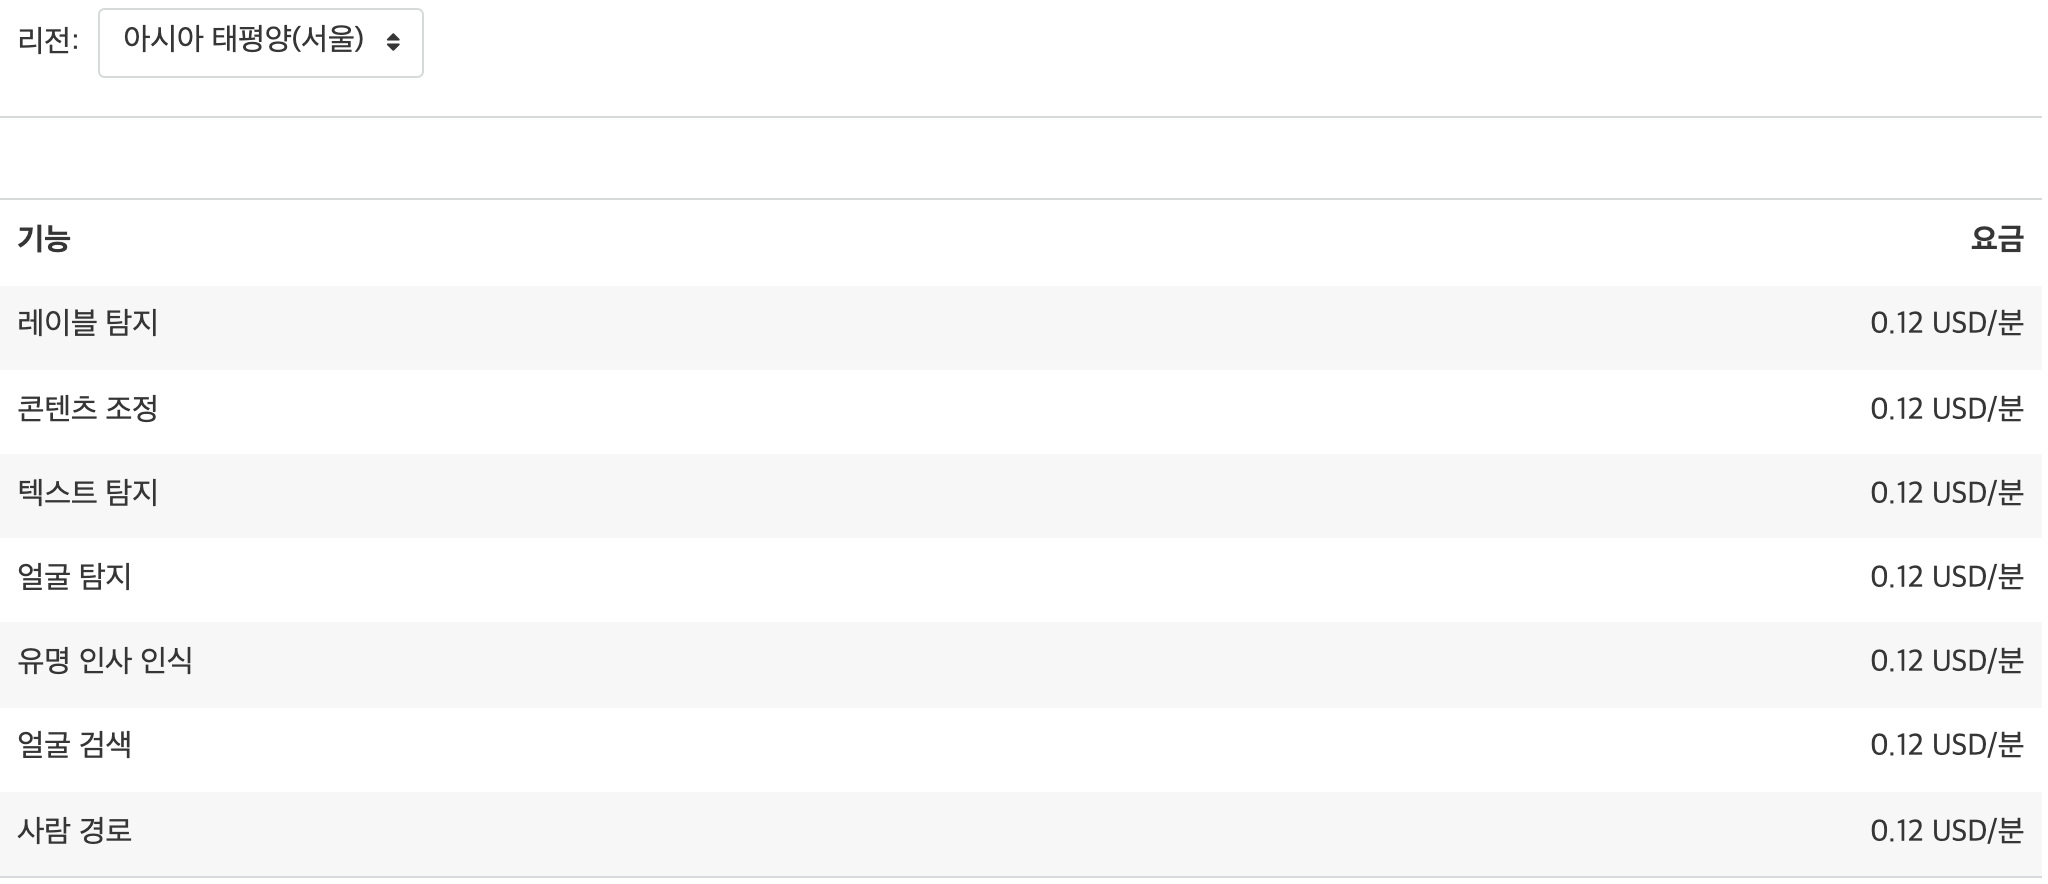 리전: 아시아 태평양(서울)
기능 요금
레이블 탐지 0.12 USD/분
콘텐츠 조정 0.12 USD/분
텍스트 탐지 0.12 USD/분
얼굴 탐지 0.12 USD/분
유명 인사 인식 0.12 USD/분
얼굴 검색 0.12 USD/분
사람 경로 0.12 USD/분